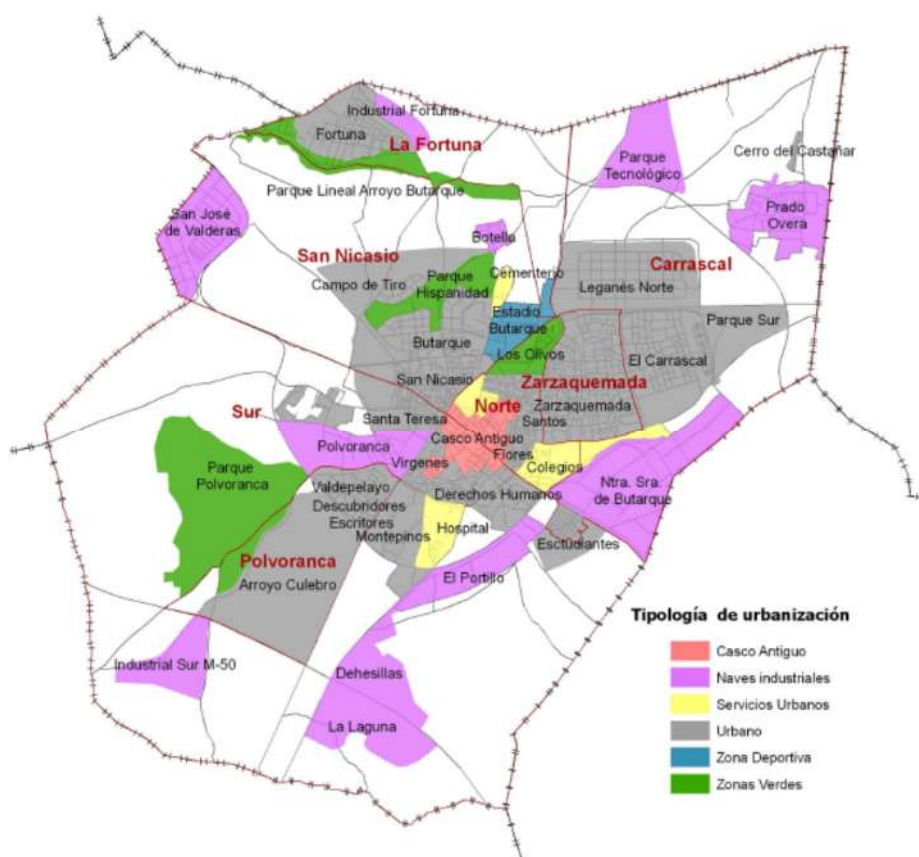 Industrial Fortuna
Fortuna
La Fortuna
Cerro del Castañar
Parque
Tecnológico
Parque Lineal Arroyo Butarque
San José
de Valderas
Prado
Overa
Botella
San Nicasio
Carrascal
Cementerio
Campo de Tiro
Parque
Hispanidad
Leganés Norte
Estadio
Butarque
Parque Sur
Butarque
Los Olivos
El Carrascal
San Nicasio
Zarzaquemada
Sur
Norte
Zarzaquemada
Santa Teresa
Santos
Polvoranca
Casco Antiguo
Flores
Virgenes
Colegios
Parque
Polvoranca
Ntra. Sra.
de Butarque
Valdepelayo
Derechos Humanos
Descubridores
Escritores
Montepinos
Hospital
Esctudiantes
Polvoranca
Arroyo Culebro
El Portillo
Industrial Sur M-50
Dehesillas
La Laguna
Tipología de urbanización
Casco Antiguo
Naves industriales
Servicios Urbanos
Urbano
Zona Deportiva
Zonas Verdes